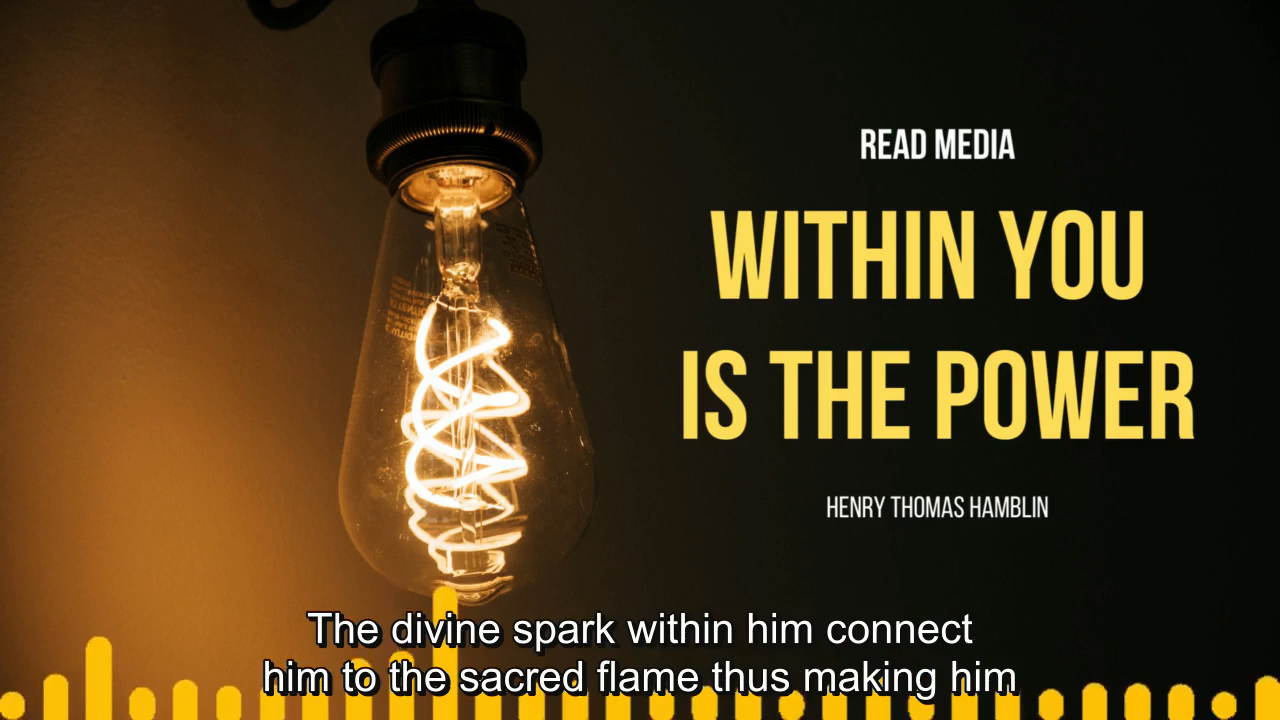 READ MEDIA
WITHIN YOU
IS THE POWER
HENRY THOMAS HAMBLIN
The divine spark within him connect
him to the sacred flame thus making him